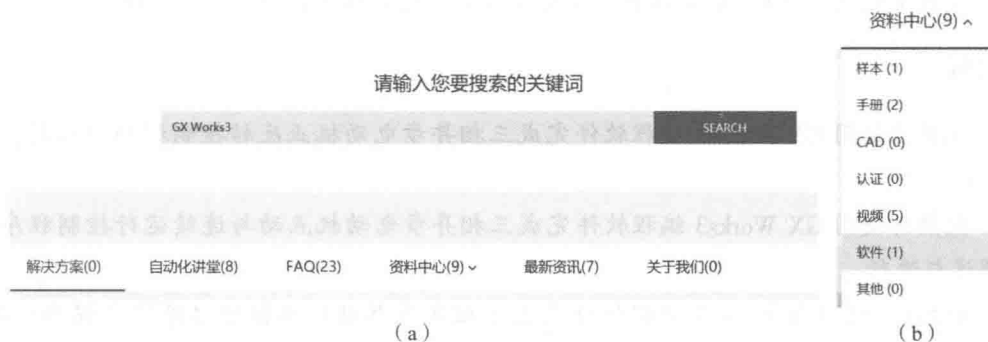 请输入您要搜索的关键词
GX Works3
SEARCH
解决方案(0)
自动化讲堂(8)
FAQ(23)
资料中心(9)
最新资讯(7)
关于我们(0)
(a)
资料中心(9)
样本 (1)
手册 (2)
CAD (0)
认证 (0)
视频 (5)
软件 (1)
其他 (0)
(b)